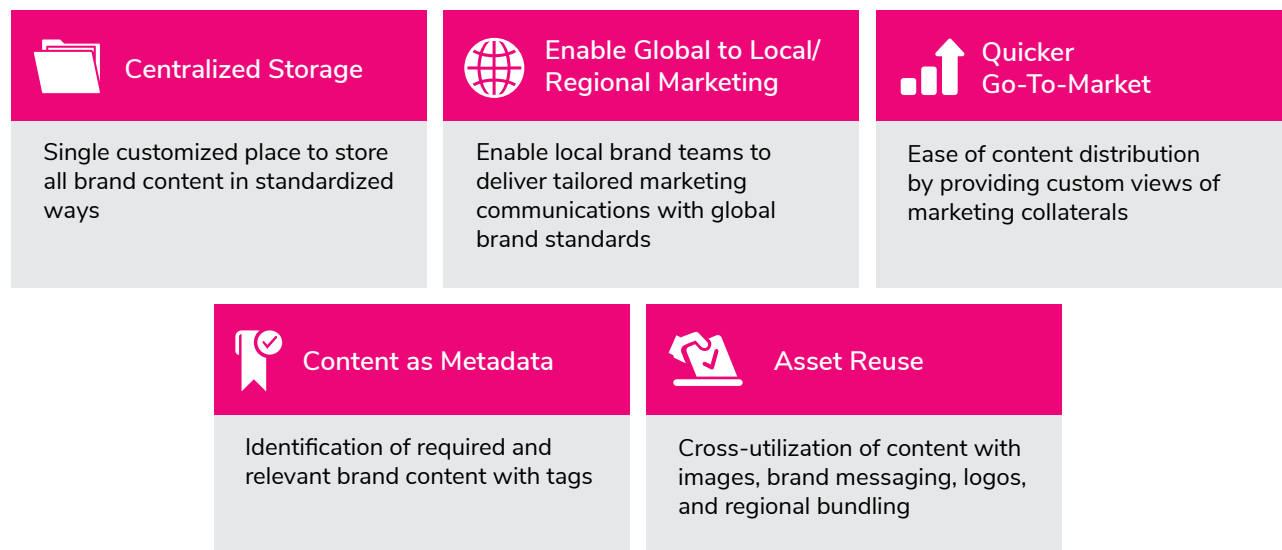 Centralized Storage
Single customized place to store
all brand content in standardized
ways
Enable Global to Local/
Regional Marketing
Enable local brand teams to
deliver tailored marketing
communications with global
brand standards
Quicker
Go-To-Market
Ease of content distribution
by providing custom views of
marketing collaterals
Content as Metadata
Identification of required and
relevant brand content with tags
Asset Reuse
Cross-utilization of content with
images, brand messaging, logos,
and regional bundling